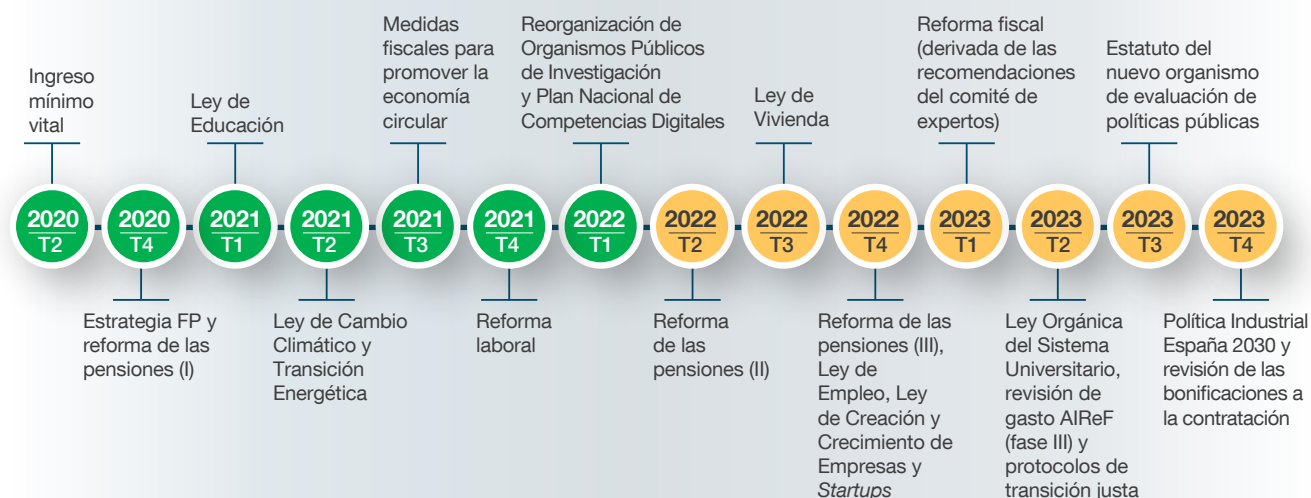 Ingreso
mínimo
vital
Ley de
Educación
Medidas
fiscales para
promover la
economía
circular
Reorganización de
Organismos Públicos
de Investigación
y Plan Nacional de
Competencias Digitales
Ley de
Vivienda
Reforma fiscal
(derivada de las
recomendaciones
del comité de
expertos)
Estatuto del
nuevo organismo
de evaluación de
políticas públicas
2020
T2
2020
T4
2021
T1
2021
T2
2021
T3
2021
T4
2022
T1
2022
T2
2022
T3
2022
T4
2023
T1
2023
T2
2023
T3
2023
T4
Estrategia FP y
reforma de las
pensiones (I)
Ley de Cambio
Climático y
Transición
Energética
Reforma
laboral
Reforma
de las
pensiones (II)
Reforma de las
pensiones (III),
Ley de
Empleo, Ley
de Creación y
Crecimiento de
Empresas y
Startups
Ley Orgánica
del Sistema
Universitario,
revisión de
gasto AIReF
(fase III) y
protocolos de
transición justa
Política Industrial
España 2030 y
revisión de las
bonificaciones a
la contratación